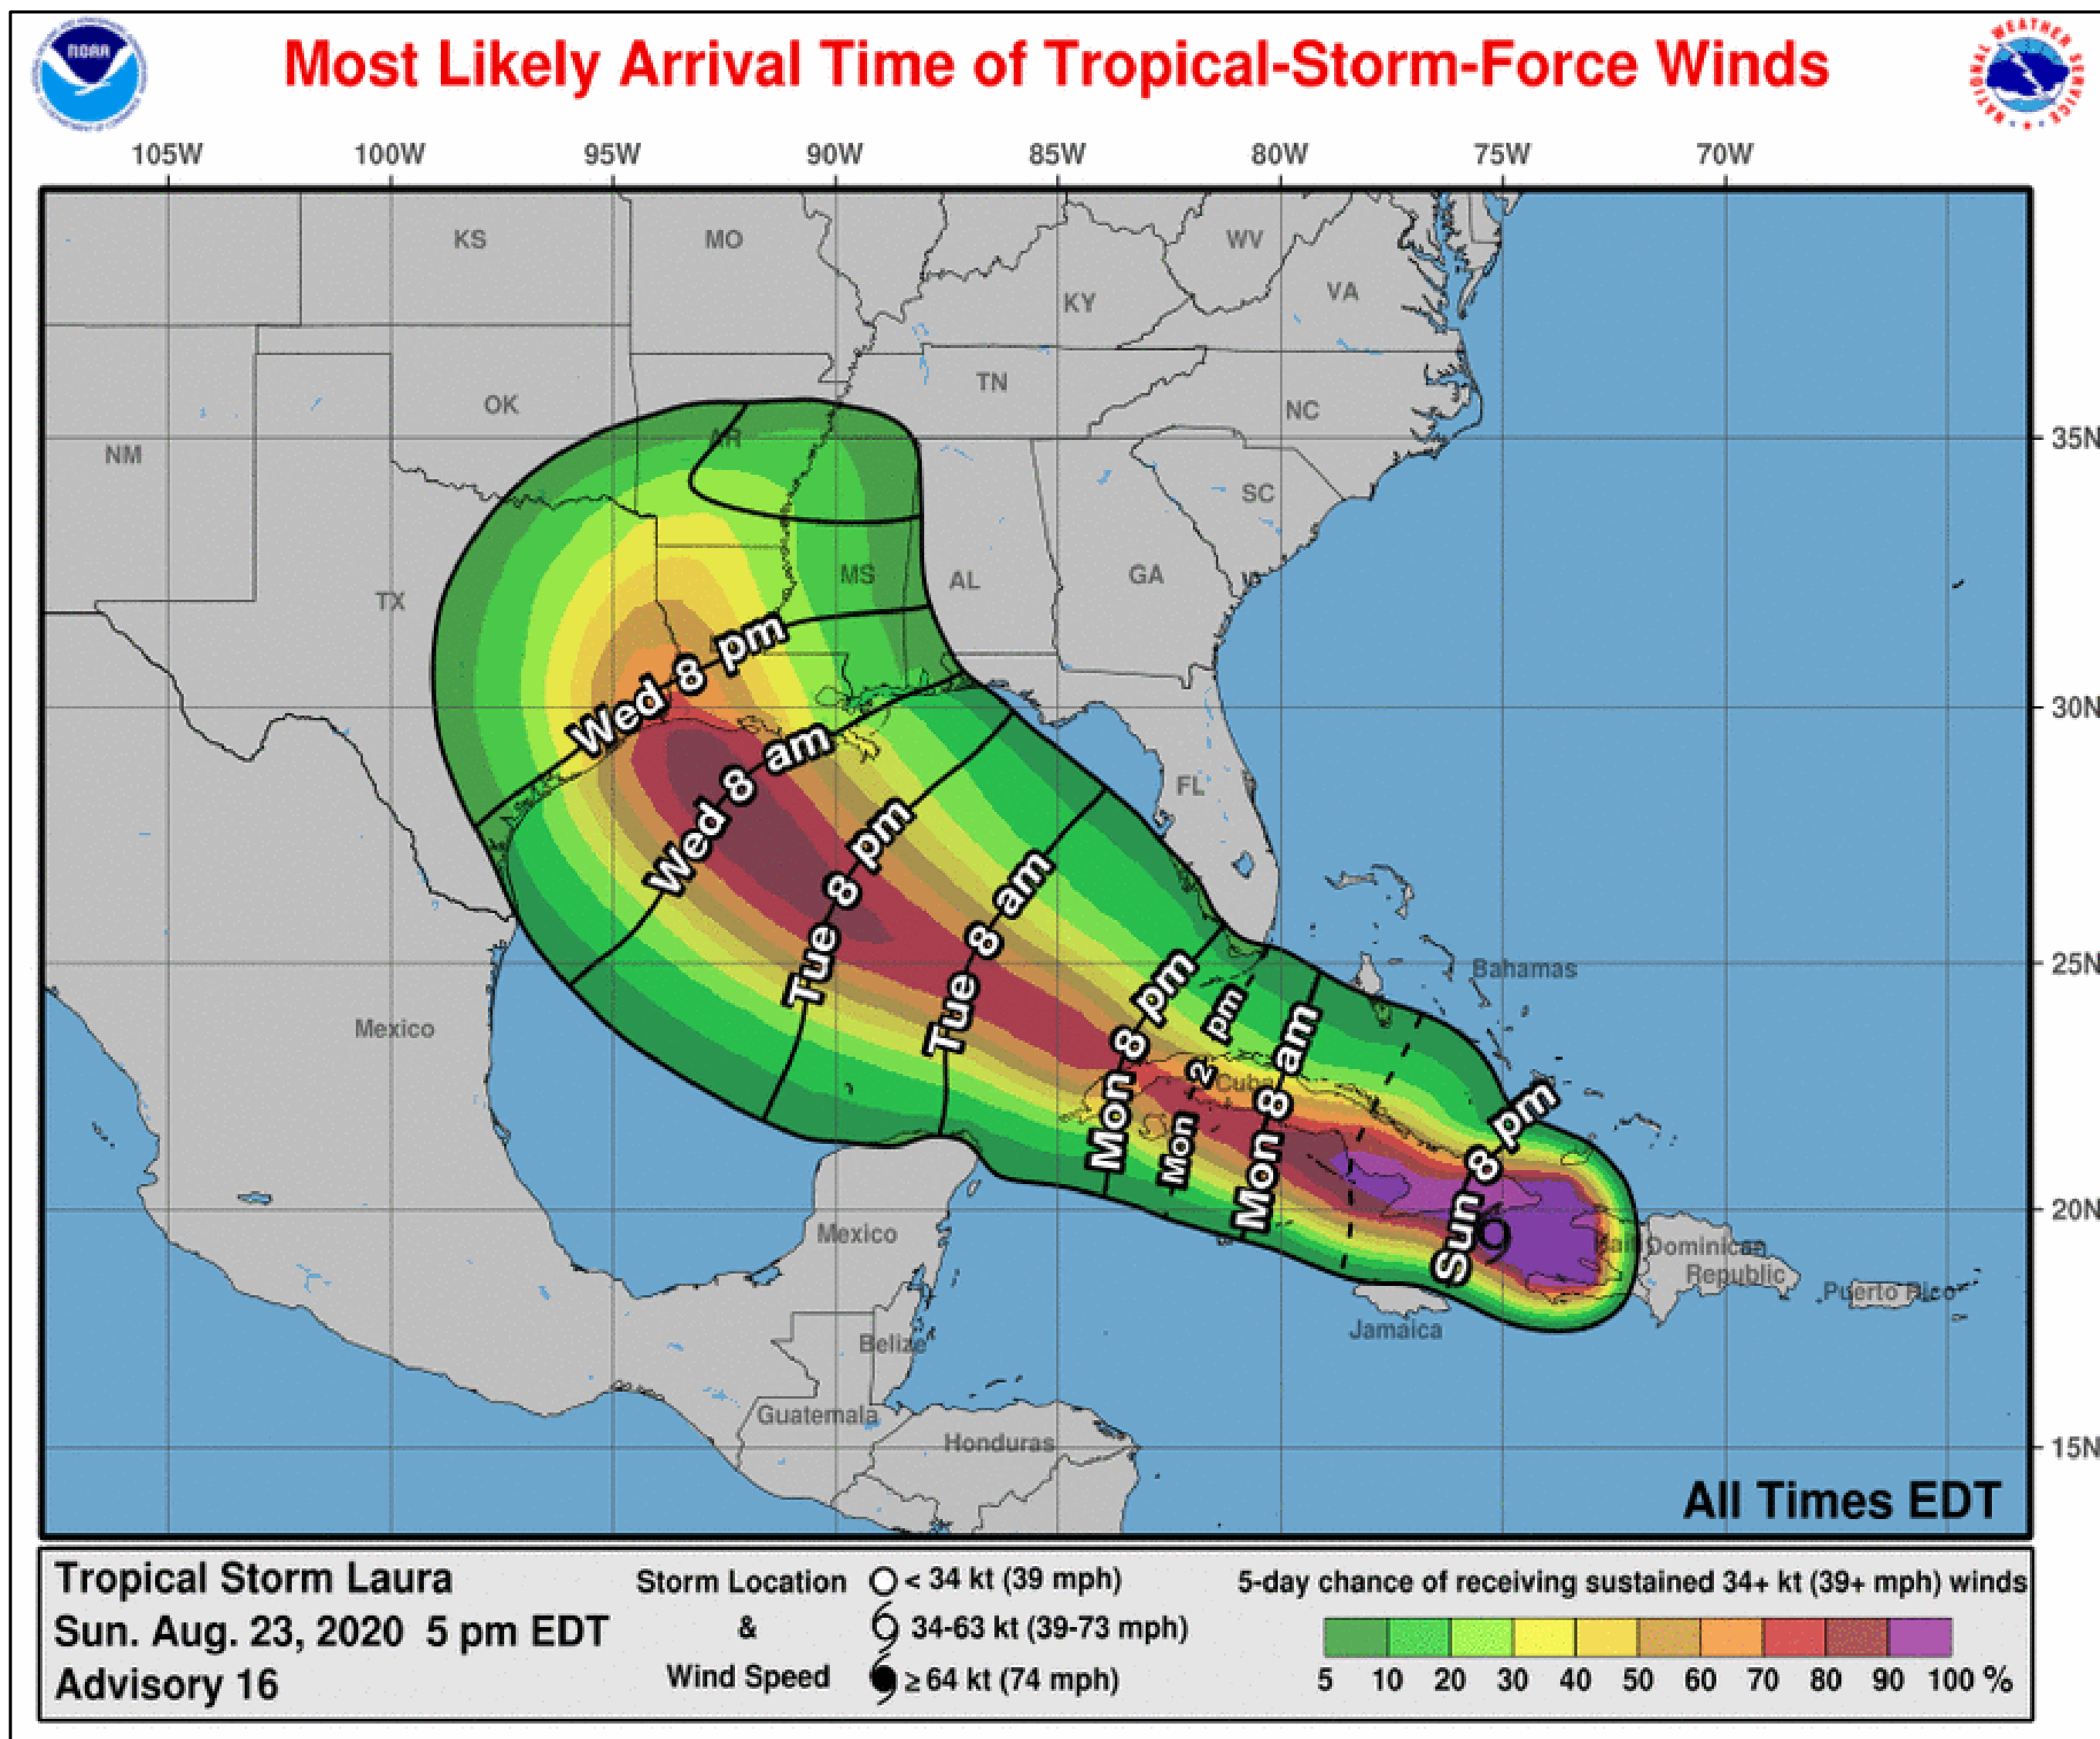 NOAA
Most Likely Arrival Time of Tropical-Storm-Force Winds
NATIONAL WEATHER SERVICE
105W 100W 95W 90W 85W 80W 75W 70W
KS MO WV
KY VA
OK TN NC
NM AR 35N
SC
TX MS AL GA
Wed 8 pm
30N
Wed 8 am
FL
Tue 8 pm
Tue 8 am
25N
Bahamas
Mon 8 pm
Mon 2 pm
Mon 8 am
Mexico
Cuba
Sun 8 pm
20N
Mexico
Dominican
Republic
Puerto Rico
Jamaica
Belize
Guatemala
Honduras
15N
All Times EDT
Tropical Storm Laura
Sun. Aug. 23, 2020 5 pm EDT
Advisory 16
Storm Location
&
Wind Speed
< 34 kt (39 mph)
34-63 kt (39-73 mph)
≥ 64 kt (74 mph)
5-day chance of receiving sustained 34+ kt (39+ mph) winds
5 10 20 30 40 50 60 70 80 90 100 %